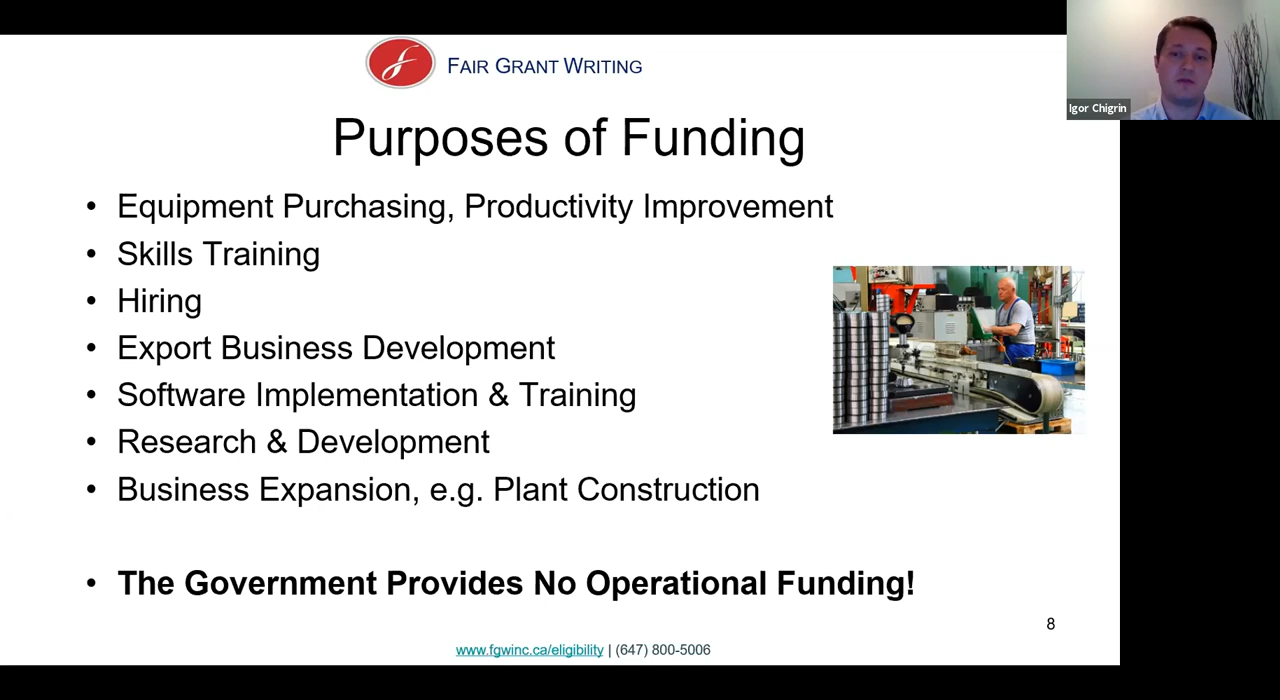 FAIR GRANT WRITING
Igor Chigrin
Purposes of Funding
• Equipment Purchasing, Productivity Improvement
• Skills Training
• Hiring
• Export Business Development
• Software Implementation & Training
• Research & Development
• Business Expansion, e.g. Plant Construction
• The Government Provides No Operational Funding!
8
www.fgwinc.ca/eligibility | (647) 800-5006